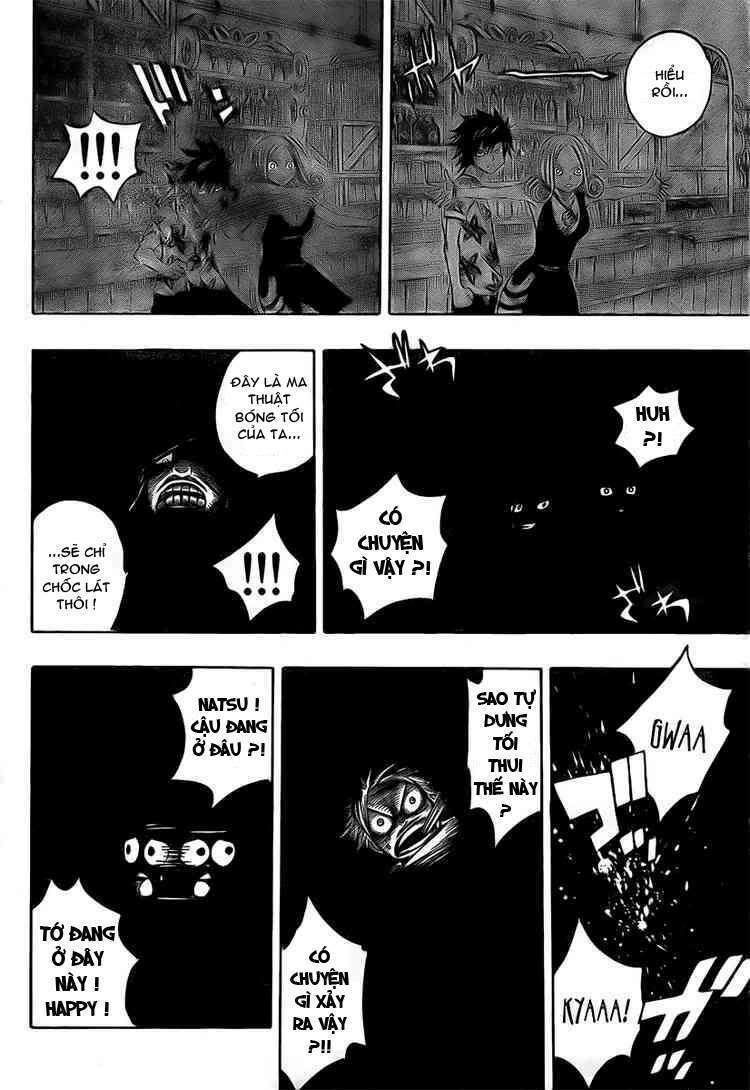 HIỂU
RỒI...
!!!
HUH
?!
CÓ
CHUYỆN
GÌ VẬY ?!
ĐÂY LÀ MA
THUẬT
BÓNG TỐI
CỦA TA...
!!!
...SẼ CHỈ
TRONG
CHỐC LÁT
THÔI !
GWAA
ズズ
KYAAA!
SAO TỰ
DƯNG
TỐI
THUI
THẾ NÀY
?
CÓ
CHUYỆN
GÌ XẢY
RA VẬY
?!!
NATSU !
CẬU ĐANG
Ở ĐÂU ?!
TỚ ĐANG
Ở ĐÂY
NÀY !
HAPPY !